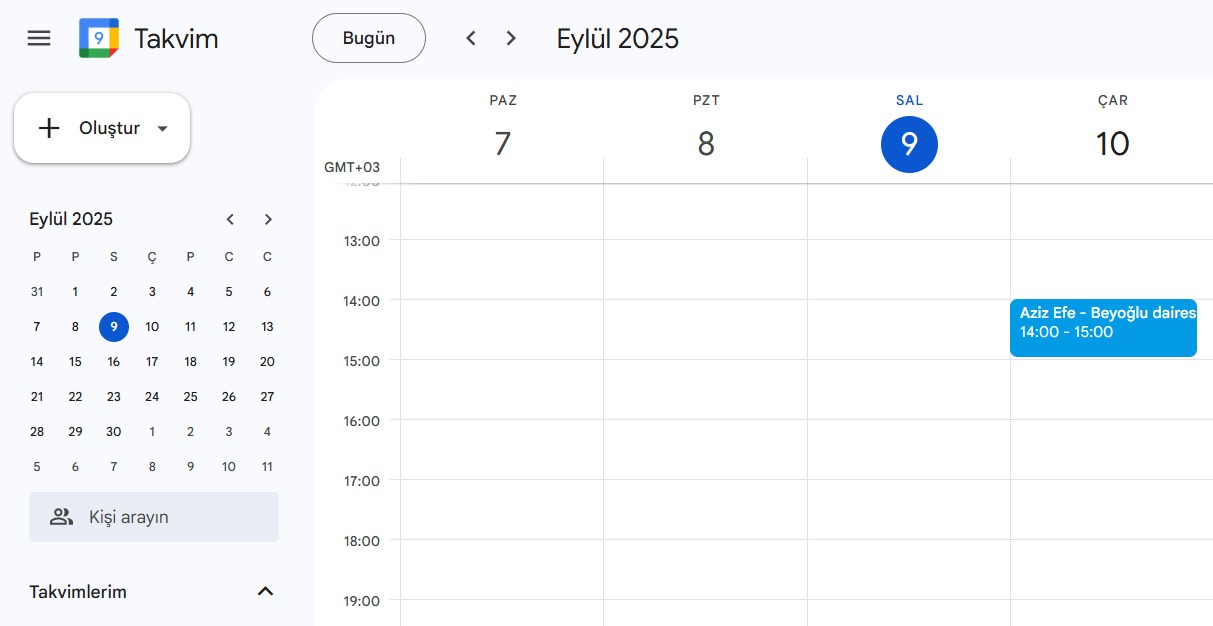 9 Takvim
Bugün
Eylül 2025
Oluştur
Eylül 2025
P P S Ç P C C
31 1 2 3 4 5 6
7 8 9 10 11 12 13
14 15 16 17 18 19 20
21 22 23 24 25 26 27
28 29 30 1 2 3 4
5 6 7 8 9 10 11
Kişi arayın
Takvimlerim
PAZ PZT SAL ÇAR
7 8 9 10
GMT+03
12:00
13:00
14:00
15:00
16:00
17:00
18:00
19:00
Aziz Efe - Beyoğlu daires
14:00 - 15:00